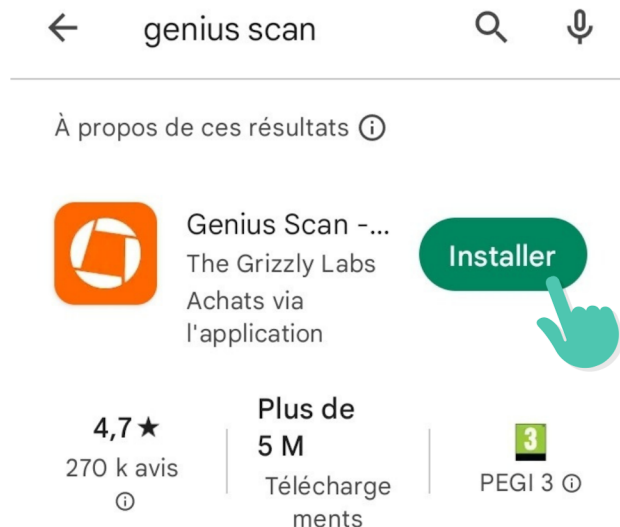 genius scan
À propos de ces résultats
Genius Scan -...
The Grizzly Labs
Achats via
l'application
Installer
4,7 ★
270 k avis
Plus de
5 M
Télécharge
ments
3
PEGI 3